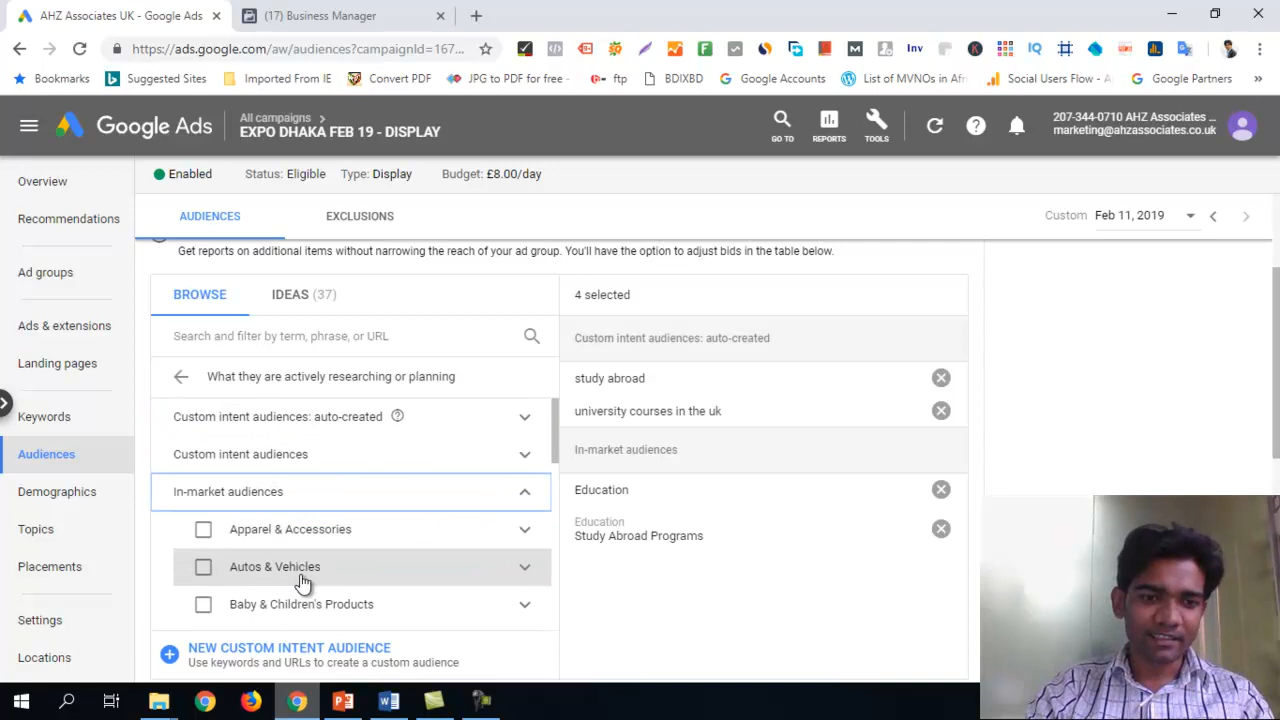 AHZ Associates UK - Google Ads
(17) Business Manager
https://ads.google.com/aw/audiences?campaignId=167...
Inv
IQ
Bookmarks
Suggested Sites
Imported From IE
Convert PDF
JPG to PDF for free -
ftp
BDIXBD
Google Accounts
List of MVNOs in Afr
Social Users Flow - A
Google Partners
Google Ads
All campaigns
EXPO DHAKA FEB 19 - DISPLAY
GO TO
REPORTS
TOOLS
207-344-0710 AHZ Associates ...
marketing@ahzassociates.co.uk
Enabled
Status: Eligible
Type: Display
Budget: £8.00/day
AUDIENCES
EXCLUSIONS
Custom
Feb 11, 2019
Overview
Recommendations
Ad groups
Ads & extensions
Landing pages
Keywords
Audiences
Demographics
Topics
Placements
Settings
Locations
Get reports on additional items without narrowing the reach of your ad group. You'll have the option to adjust bids in the table below.
BROWSE
IDEAS (37)
Search and filter by term, phrase, or URL
What they are actively researching or planning
Custom intent audiences: auto-created
Custom intent audiences
In-market audiences
Apparel & Accessories
Autos & Vehicles
Baby & Children's Products
NEW CUSTOM INTENT AUDIENCE
Use keywords and URLs to create a custom audience
4 selected
Custom intent audiences: auto-created
study abroad
university courses in the uk
In-market audiences
Education
Education
Study Abroad Programs